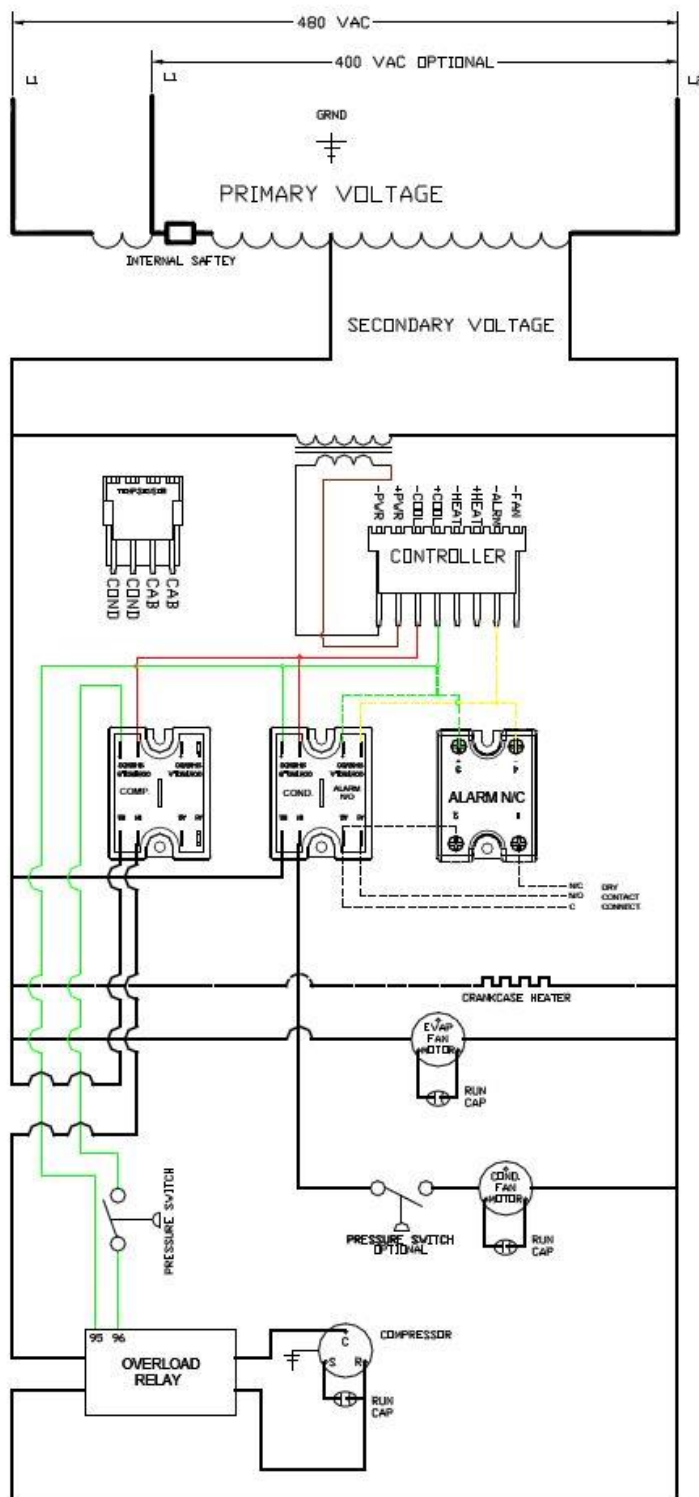 480 VAC
400 VAC OPTIONAL
L1
L1
L2
GRND
PRIMARY VOLTAGE
INTERNAL SAFTEY
SECONDARY VOLTAGE
-PWR
+PWR
-COOL
+COOL
-HEAT
+HEAT
-ALRM
-FAN
CONTROLLER
COND
COND
CAB
CAB
COMP.
COND.
ALARM
N/O
ALARM N/C
N/C DRY
N/O CONTACT
C CONNECT.
CRANKCASE HEATER
EVAP
FAN
MOTOR
RUN
CAP
PRESSURE SWITCH
COND.
FAN
MOTOR
PRESSURE SWITCH
OPTIONAL
RUN
CAP
95 96
OVERLOAD
RELAY
COMPRESSOR
C
S R
RUN
CAP